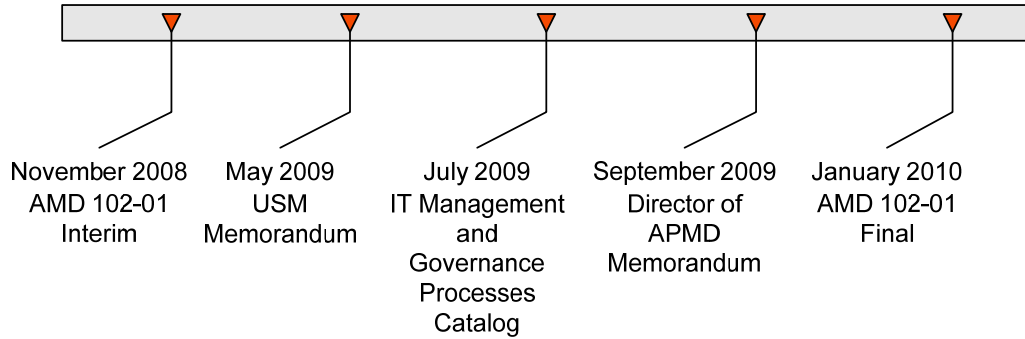 November 2008
AMD 102-01
Interim
May 2009
USM
Memorandum
July 2009
IT Management
and
Governance
Processes
Catalog
September 2009
Director of
APMD
Memorandum
January 2010
AMD 102-01
Final